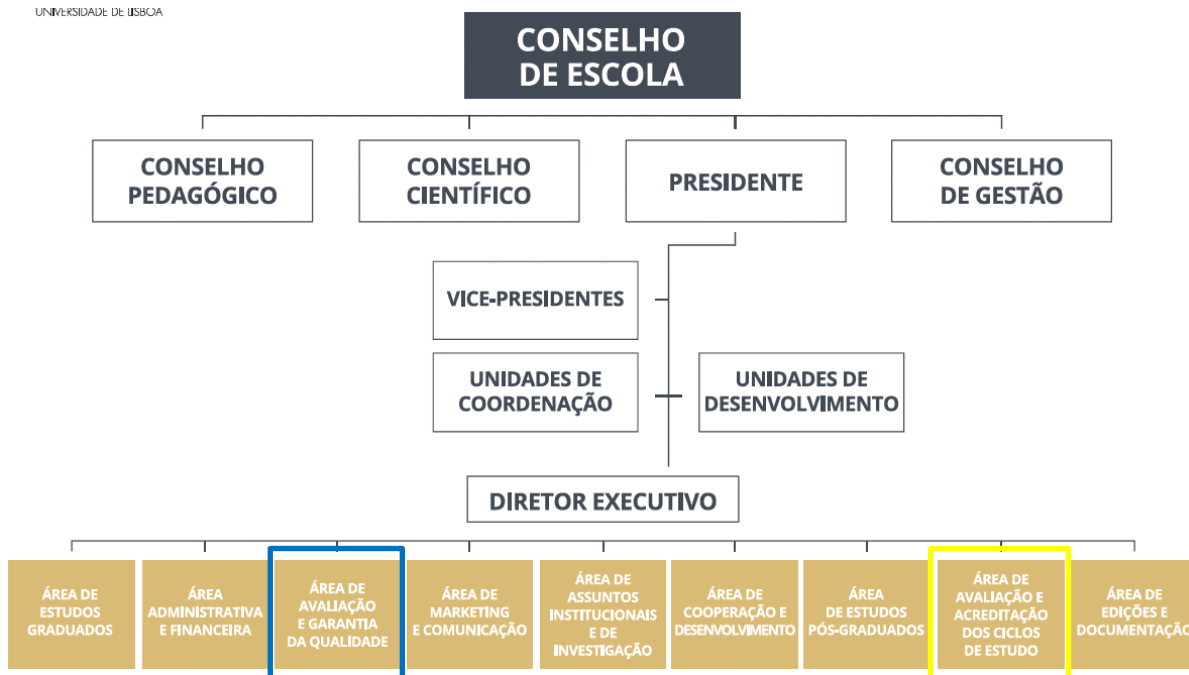 UNIVERSIDADE DE LISBOA
CONSELHO
DE ESCOLA
CONSELHO
PEDAGÓGICO
CONSELHO
CIENTÍFICO
PRESIDENTE
CONSELHO
DE GESTÃO
VICE-PRESIDENTES
UNIDADES DE
COORDENAÇÃO
UNIDADES DE
DESENVOLVIMENTO
DIRETOR EXECUTIVO
ÁREA DE
ESTUDOS
GRADUADOS
ÁREA
ADMINISTRATIVA
E FINANCEIRA
ÁREA DE
AVALIAÇÃO
E GARANTIA
DA QUALIDADE
ÁREA DE
MARKETING
E COMUNICAÇÃO
ÁREA DE
ASSUNTOS
INSTITUCIONAIS
E DE
INVESTIGAÇÃO
ÁREA DE
COOPERAÇÃO E
DESENVOLVIMENTO
ÁREA
DE ESTUDOS
PÓS-GRADUADOS
ÁREA DE
AVALIAÇÃO E
ACREDITAÇÃO
DOS CICLOS
DE ESTUDO
ÁREA DE
EDIÇÕES E
DOCUMENTAÇÃO